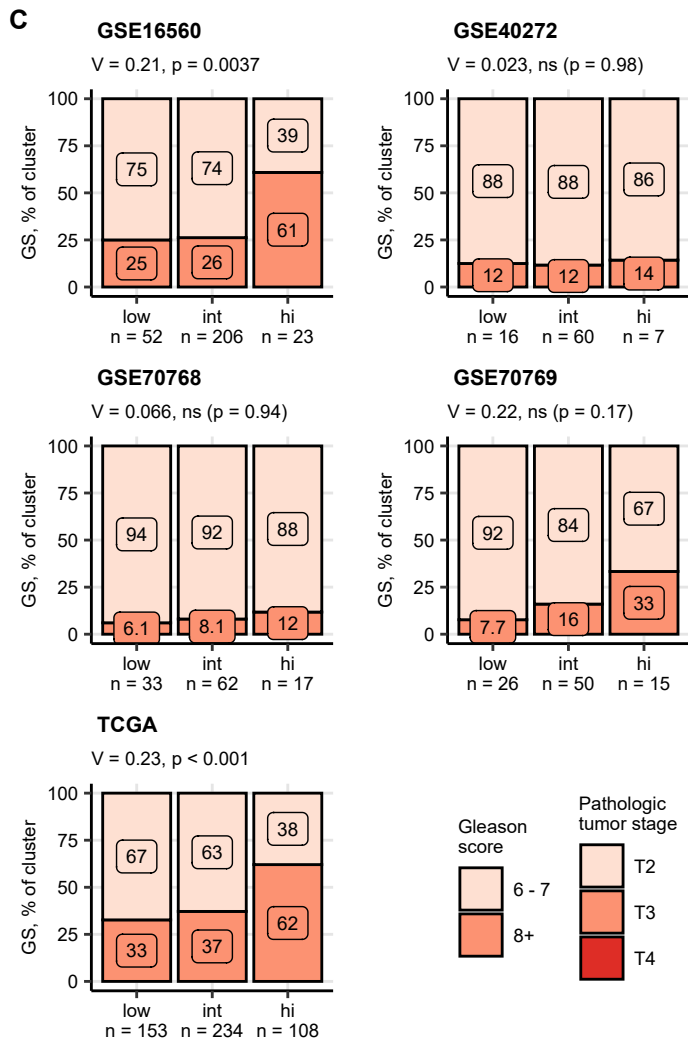 C
GSE16560
V = 0.21, p = 0.0037
GS, % of cluster
100
75
50
25
0
75
74
39
25
26
61
low
int
hi
n = 52
n = 206
n = 23
GSE40272
V = 0.023, ns (p = 0.98)
GS, % of cluster
100
75
50
25
0
88
88
86
12
12
14
low
int
hi
n = 16
n = 60
n = 7
GSE70768
V = 0.066, ns (p = 0.94)
GS, % of cluster
100
75
50
25
0
94
92
88
6.1
8.1
12
low
int
hi
n = 33
n = 62
n = 17
GSE70769
V = 0.22, ns (p = 0.17)
GS, % of cluster
100
75
50
25
0
92
84
67
7.7
16
33
low
int
hi
n = 26
n = 50
n = 15
TCGA
V = 0.23, p < 0.001
GS, % of cluster
100
75
50
25
0
67
63
38
33
37
62
low
int
hi
n = 153
n = 234
n = 108
Gleason
score
6 - 7
8+
Pathologic
tumor stage
T2
T3
T4